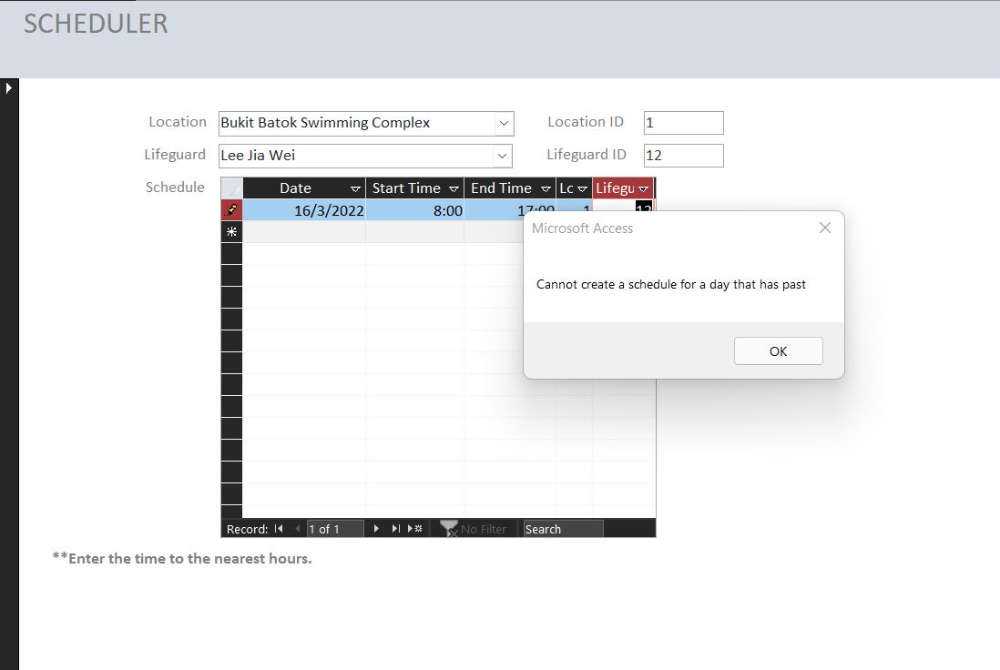 SCHEDULER
Location Bukit Batok Swimming Complex Location ID 1
Lifeguard Lee Jia Wei Lifeguard ID 12
Schedule Date Start Time End Time Lc Lifegu
16/3/2022 8:00 17:00 1 12
Microsoft Access
Cannot create a schedule for a day that has past
OK
Record: 1 of 1 No Filter Search
**Enter the time to the nearest hours.